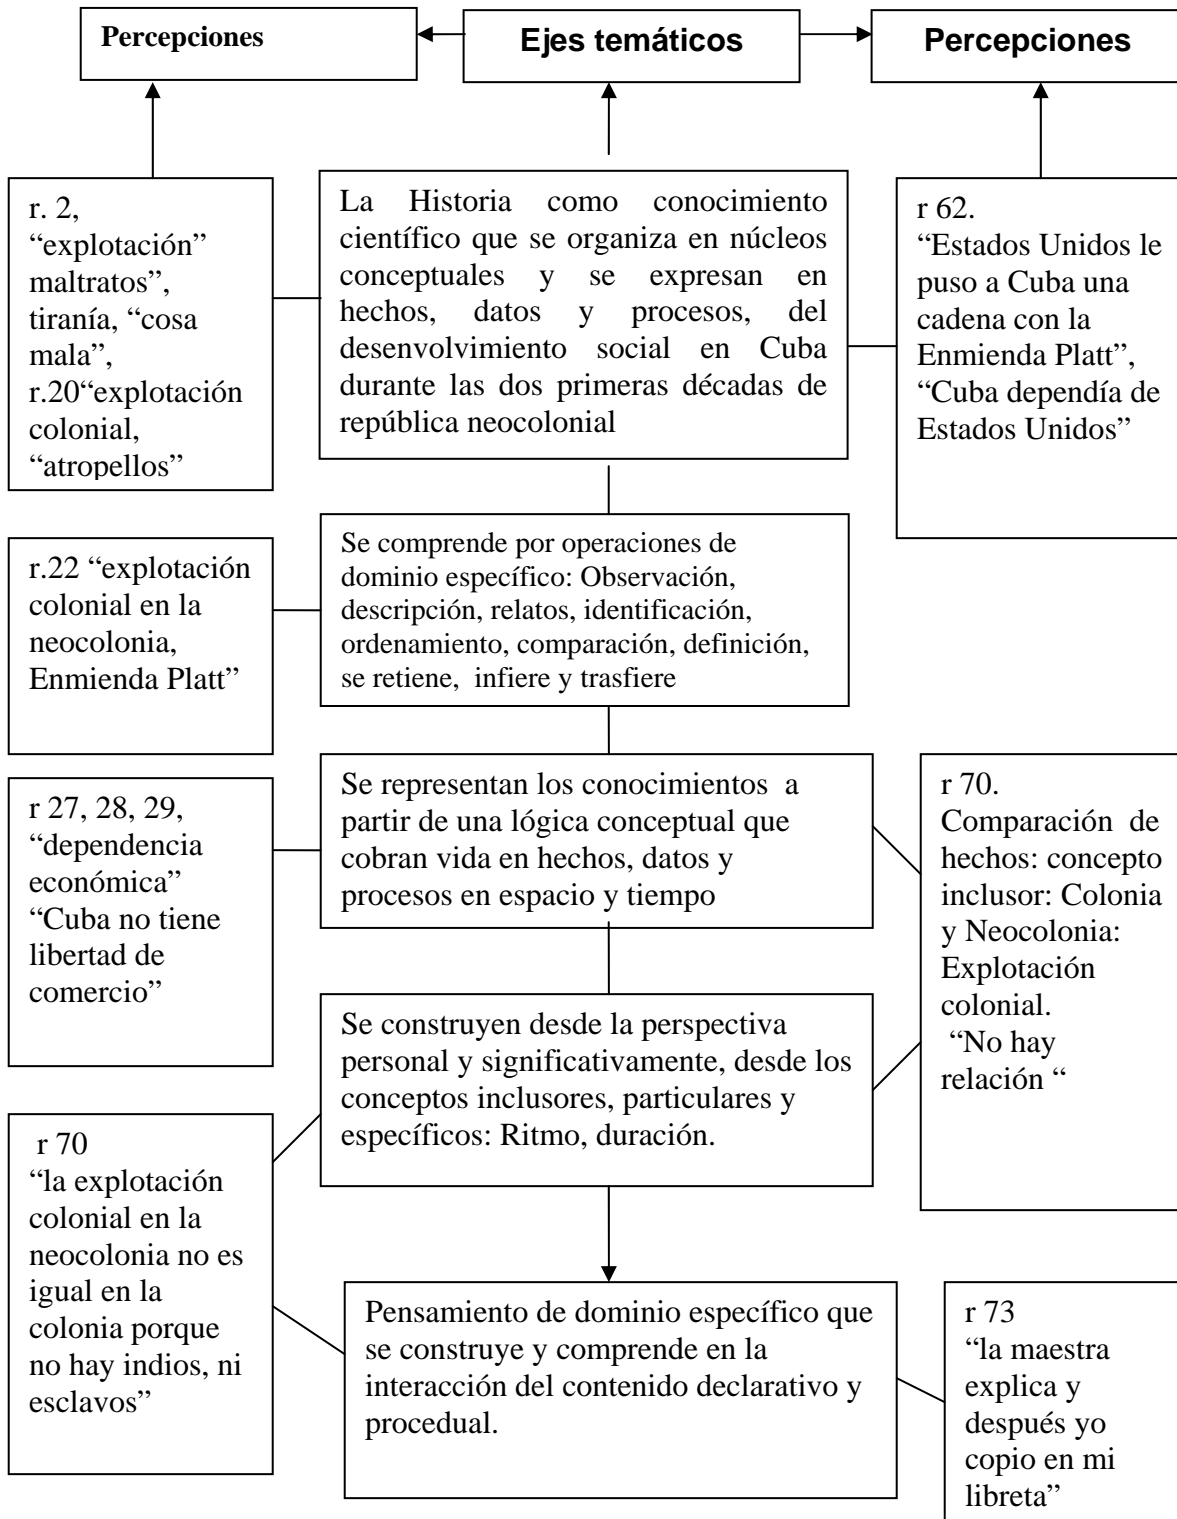 Percepciones
Ejes temáticos
Percepciones
r. 2,
“explotación”
maltratos”,
tiranía, “cosa
mala”,
r.20“explotación
colonial,
“atropellos”
La Historia como conocimiento
científico que se organiza en núcleos
conceptuales y se expresan en
hechos, datos y procesos, del
desenvolvimiento social en Cuba
durante las dos primeras décadas de
república neocolonial
r 62.
“Estados Unidos le
puso a Cuba una
cadena con la
Enmienda Platt”,
“Cuba dependía de
Estados Unidos”
r.22 “explotación
colonial en la
neocolonia,
Enmienda Platt”
Se comprende por operaciones de
dominio específico: Observación,
descripción, relatos, identificación,
ordenamiento, comparación, definición,
se retiene, infiere y trasfiere
r 27, 28, 29,
“dependencia
económica”
“Cuba no tiene
libertad de
comercio”
Se representan los conocimientos a
partir de una lógica conceptual que
cobran vida en hechos, datos y
procesos en espacio y tiempo
r 70.
Comparación de
hechos: concepto
inclusor: Colonia
y Neocolonia:
Explotación
colonial.
“No hay
relación “
Se construyen desde la perspectiva
personal y significativamente, desde los
conceptos inclusores, particulares y
específicos: Ritmo, duración.
r 70
“la explotación
colonial en la
neocolonia no es
igual en la
colonia porque
no hay indios, ni
esclavos”
Pensamiento de dominio específico que
se construye y comprende en la
interacción del contenido declarativo y
procedual.
r 73
“la maestra
explica y
después yo
copio en mi
libreta”